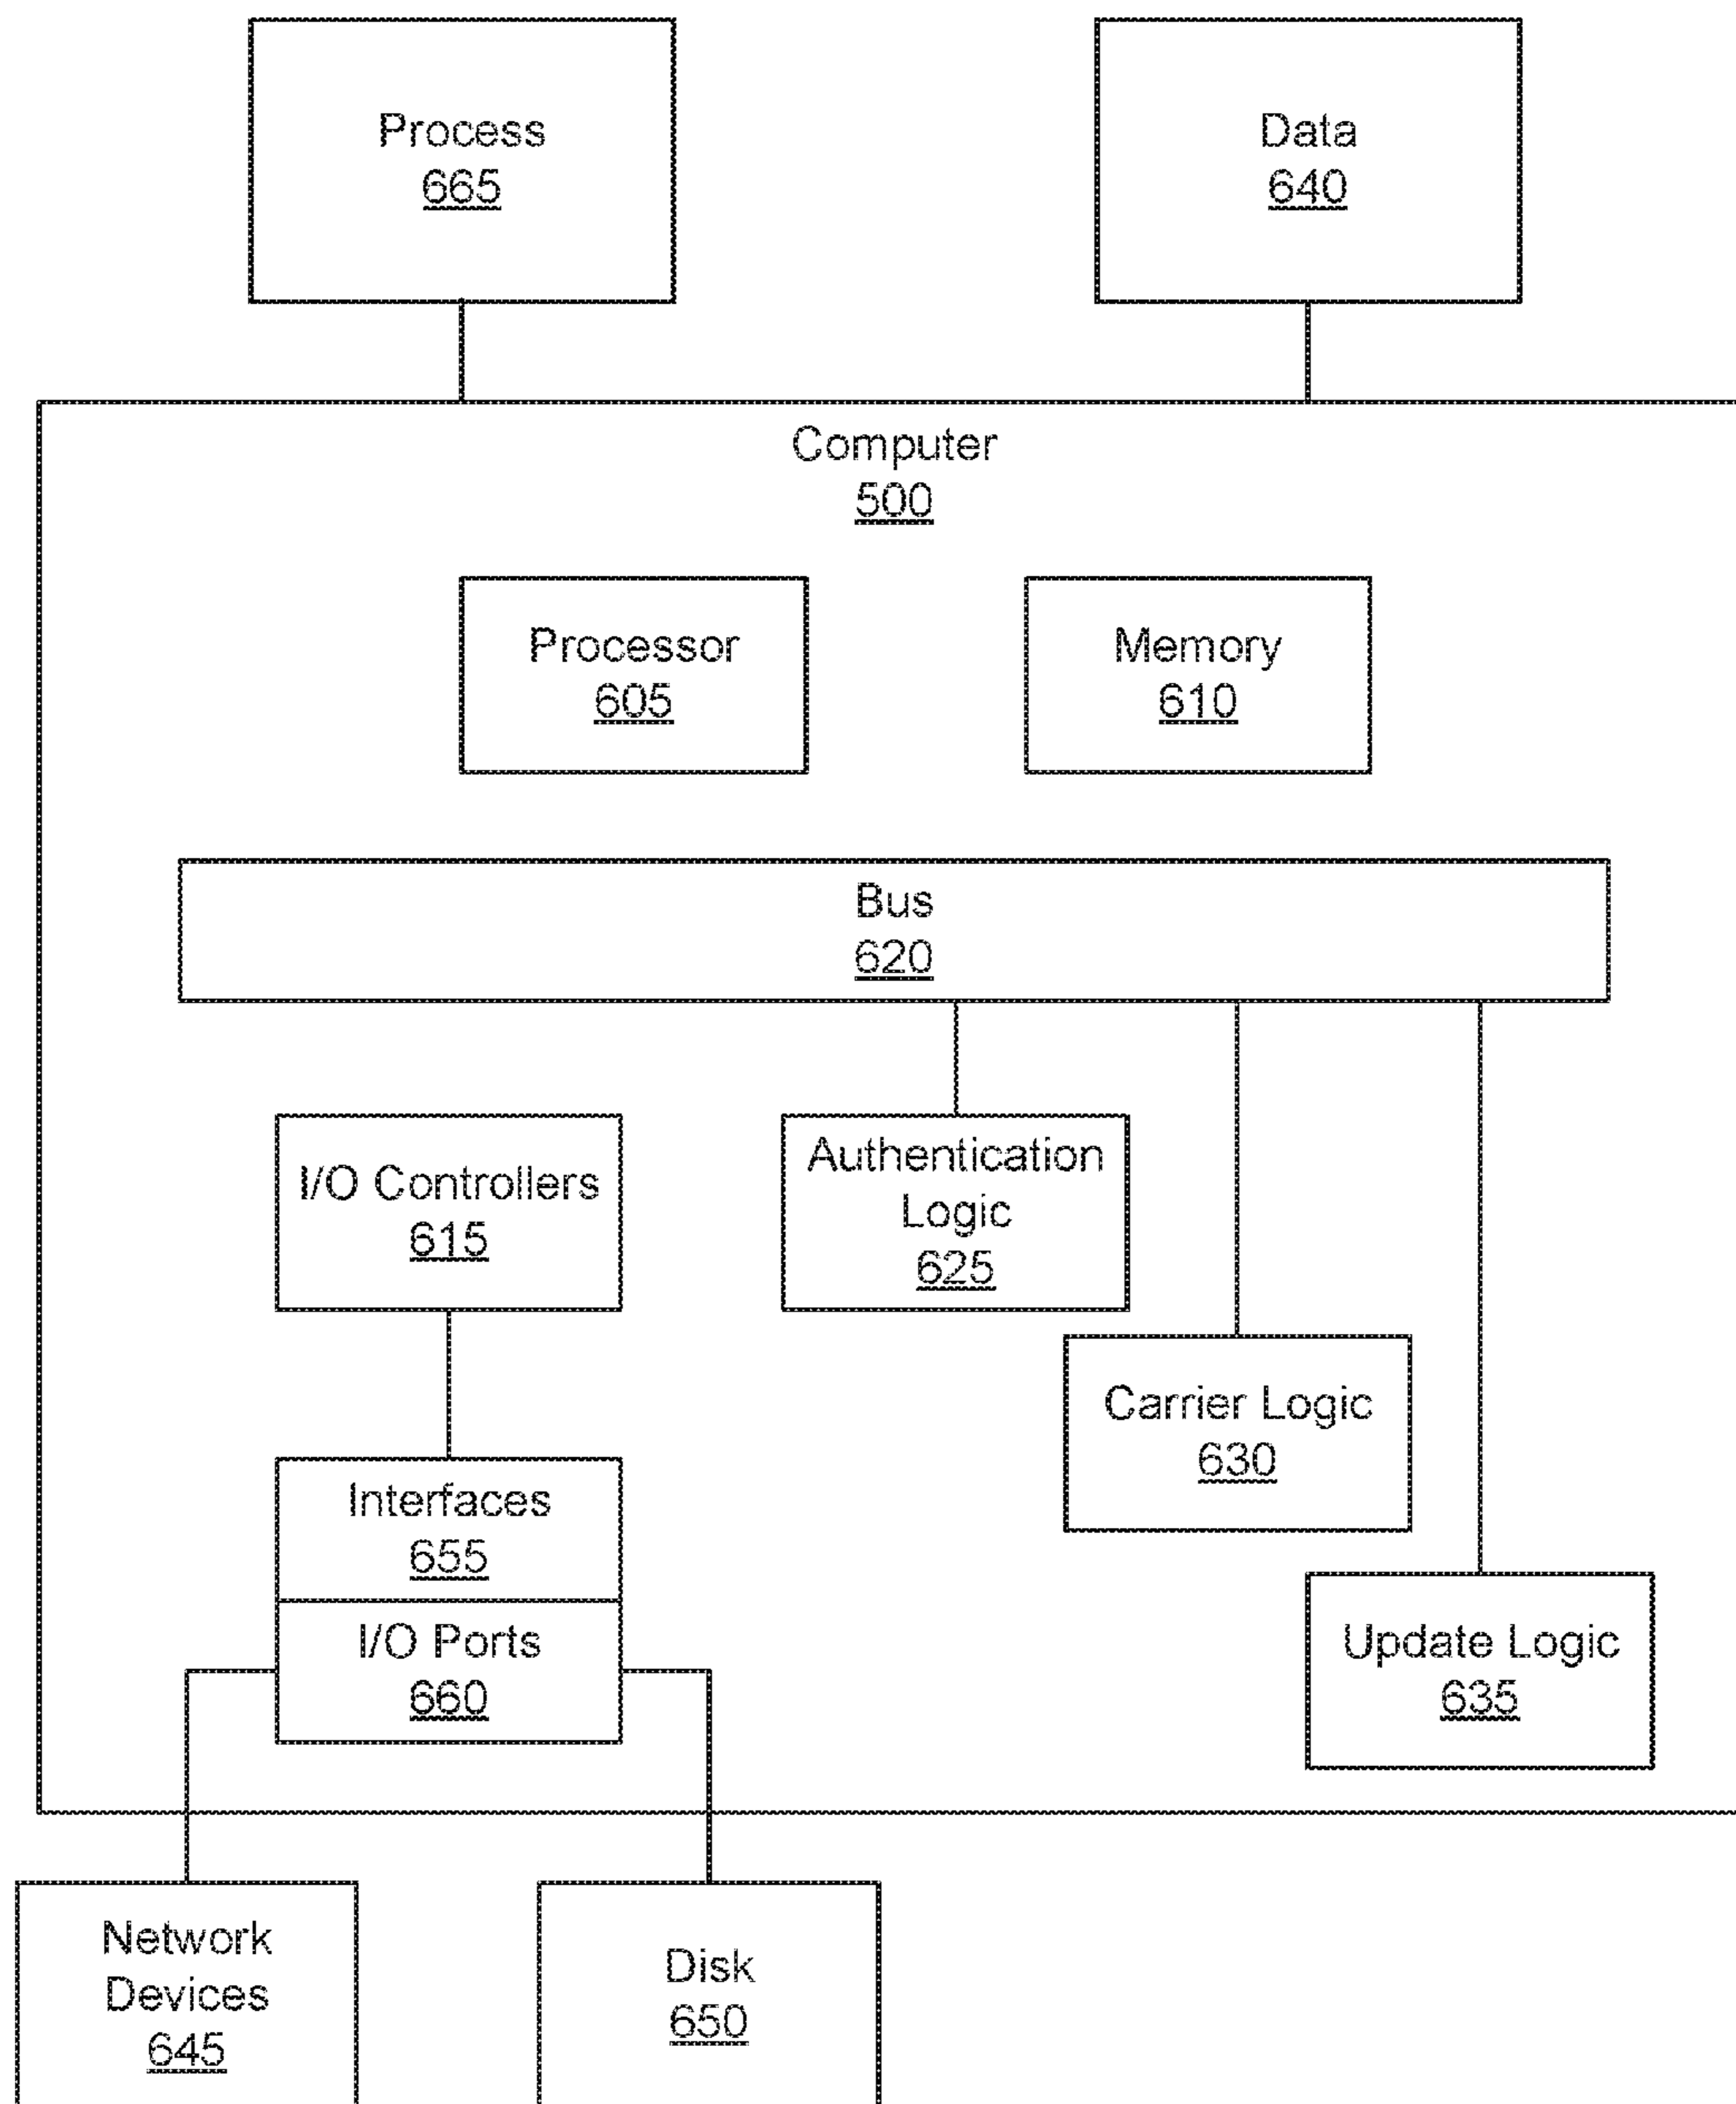 Process
665
Data
640
Computer
500
Processor
605
Memory
610
Bus
620
I/O Controllers
615
Authentication
Logic
625
Carrier Logic
630
Interfaces
655
I/O Ports
660
Update Logic
635
Network
Devices
645
Disk
650